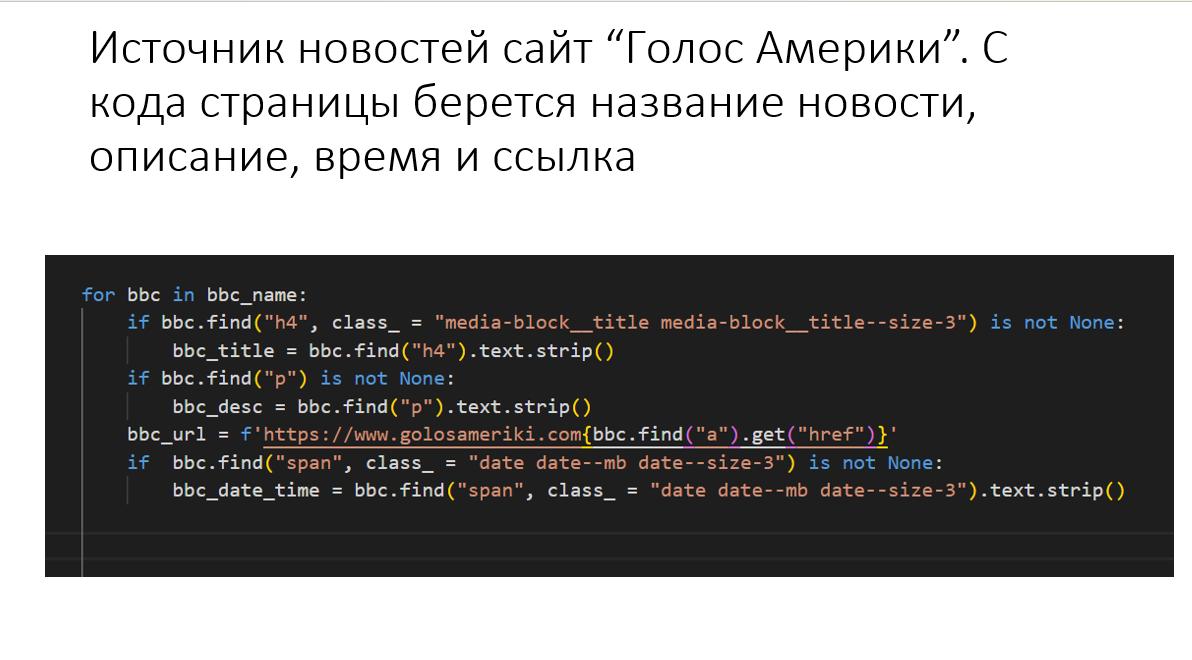 Источник новостей сайт “Голос Америки”. С
кода страницы берется название новости,
описание, время и ссылка
for bbc in bbc_name:
    if bbc.find("h4", class_ = "media-block__title media-block__title--size-3") is not None:
        bbc_title = bbc.find("h4").text.strip()
    if bbc.find("p") is not None:
        bbc_desc = bbc.find("p").text.strip()
    bbc_url = f'https://www.golosameriki.com{bbc.find("a").get("href")}'
    if  bbc.find("span", class_ = "date date--mb date--size-3") is not None:
        bbc_date_time = bbc.find("span", class_ = "date date--mb date--size-3").text.strip()